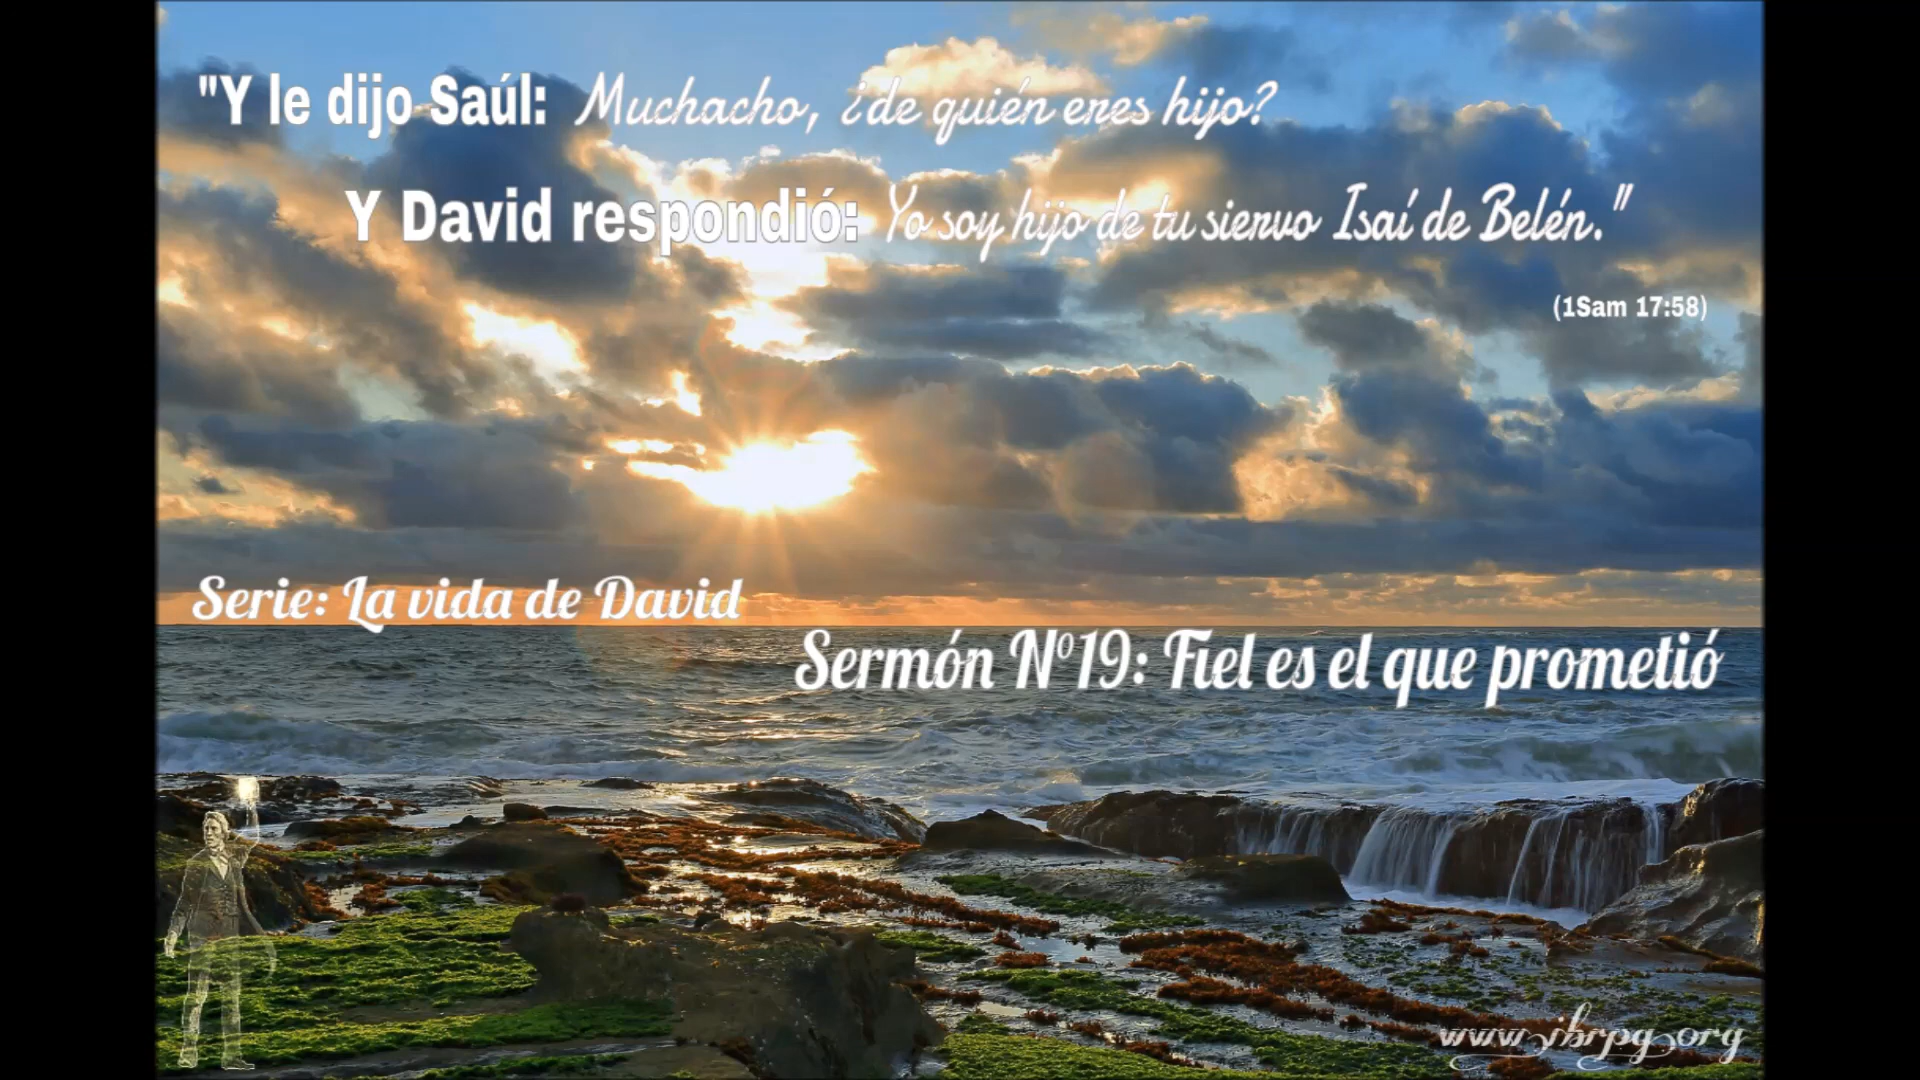 "Y le dijo Saúl: Muchacho, ¿de quién eres hijo?
Y David respondió: Yo soy hijo de tu siervo Isaí de Belén."
(1Sam 17:58)
Serie: La vida de David
Sermón Nº19: Fiel es el que prometió
www.ibrpg.org